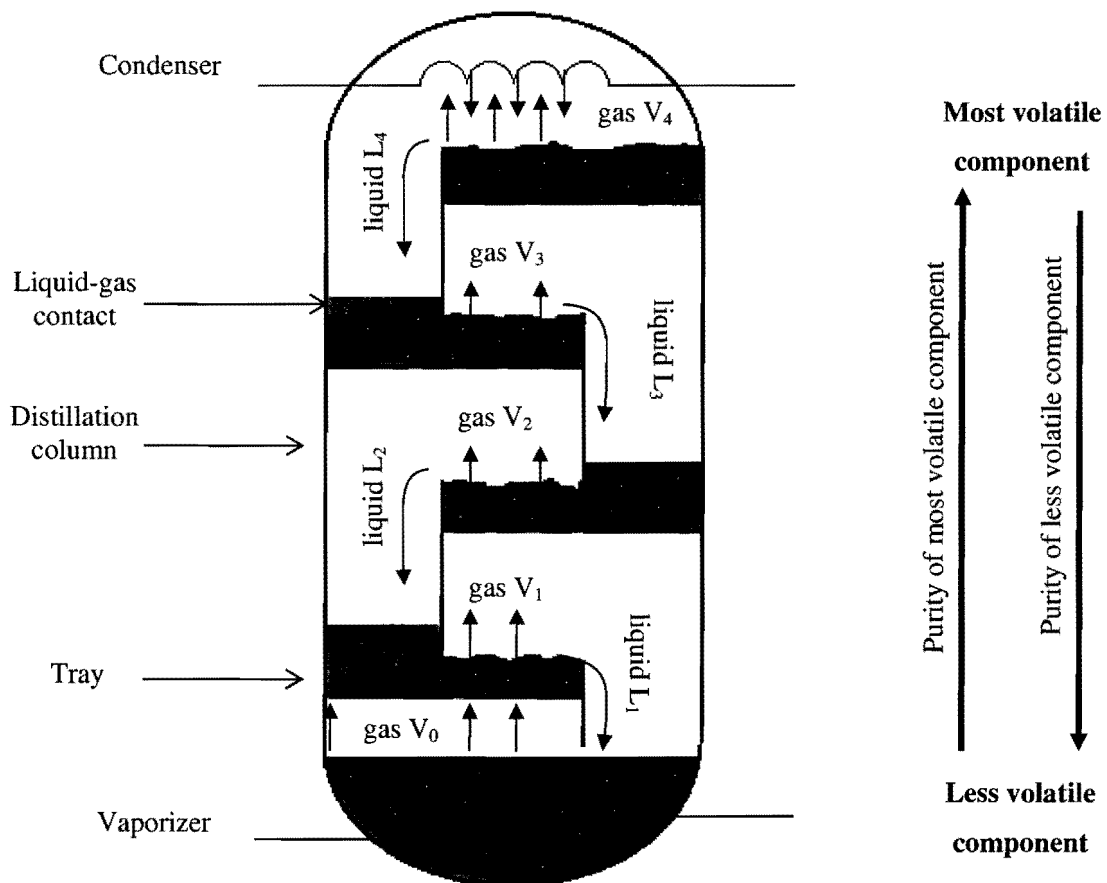 Condenser
gas V4
Most volatile
component
liquid L4
gas V3
Liquid-gas
contact
liquid L3
Distillation
column
gas V2
liquid L2
Purity of most volatile component
Purity of less volatile component
gas V1
liquid L1
Tray
gas V0
Less volatile
component
Vaporizer